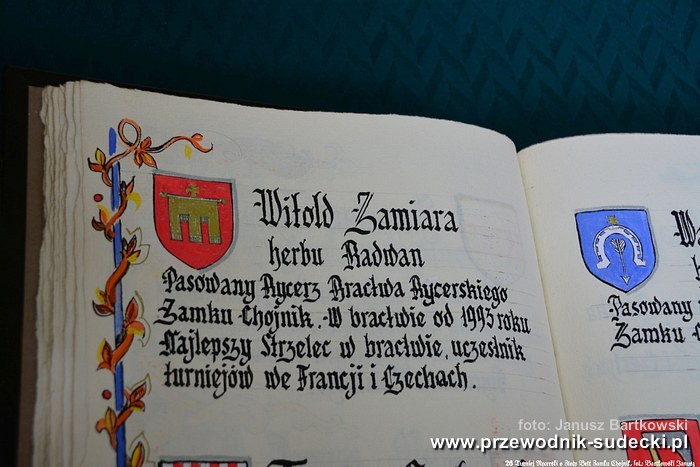 Witold Zamiara
herbu Radwan
Pasowany Rycerz Bractwa Rycerskiego
Zamku Chojnik. W bractwie od 1993 roku
Najlepszy Strzelec w bractwie, uczestnik
turniejów we Francji i Czechach.
Pasowany
Zamku
foto: Janusz Bartkowski
www.przewodnik-sudecki.pl